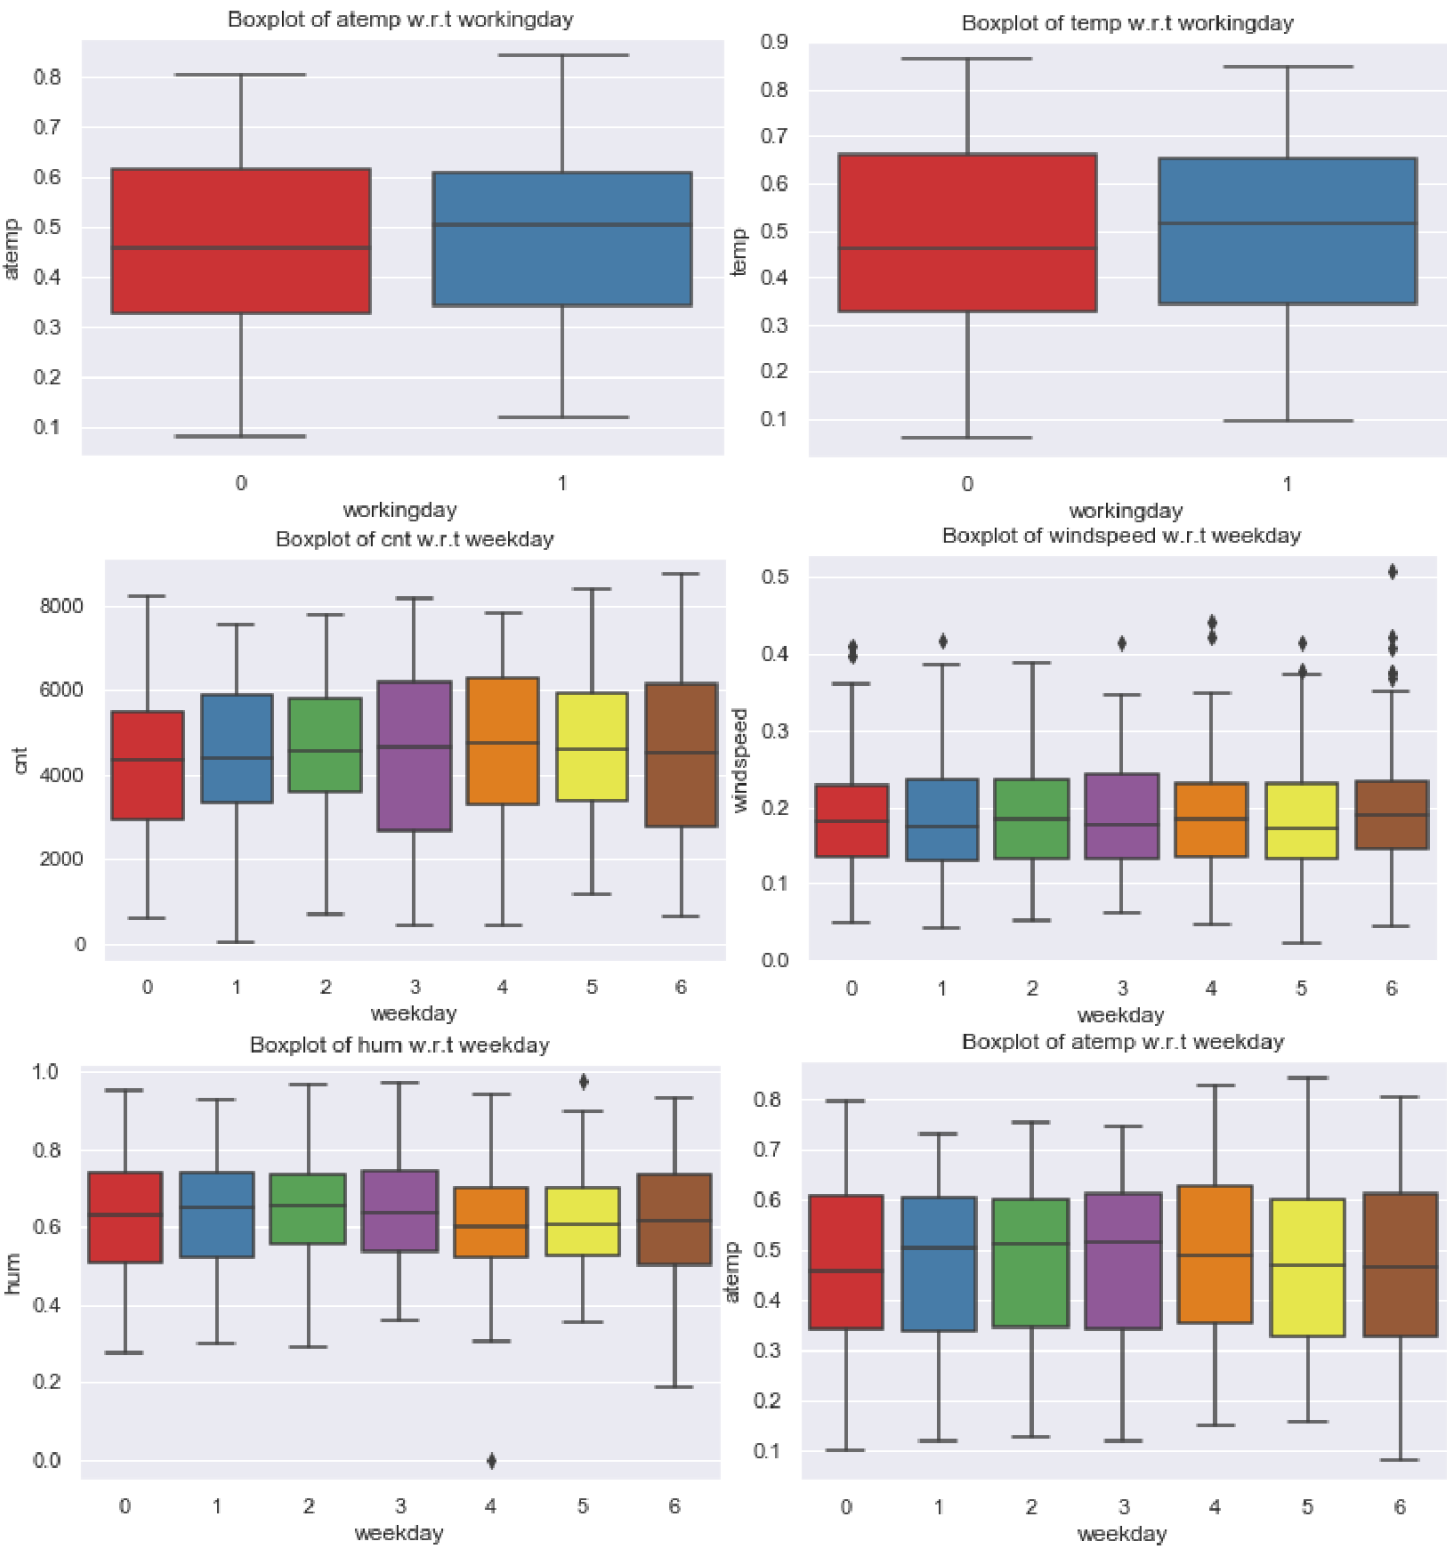 Boxplot of atemp w.r.t workingday
0.8
0.7
0.6
0.5
0.4
0.3
0.2
0.1
atemp
0 1
workingday
Boxplot of temp w.r.t workingday
0.9
0.8
0.7
0.6
0.5
0.4
0.3
0.2
0.1
temp
0 1
workingday
Boxplot of cnt w.r.t weekday
8000
6000
4000
2000
0
cnt
0 1 2 3 4 5 6
weekday
Boxplot of windspeed w.r.t weekday
0.5
0.4
0.3
0.2
0.1
0.0
windspeed
0 1 2 3 4 5 6
weekday
Boxplot of hum w.r.t weekday
1.0
0.8
0.6
0.4
0.2
0.0
hum
0 1 2 3 4 5 6
weekday
Boxplot of atemp w.r.t weekday
0.8
0.7
0.6
0.5
0.4
0.3
0.2
0.1
atemp
0 1 2 3 4 5 6
weekday